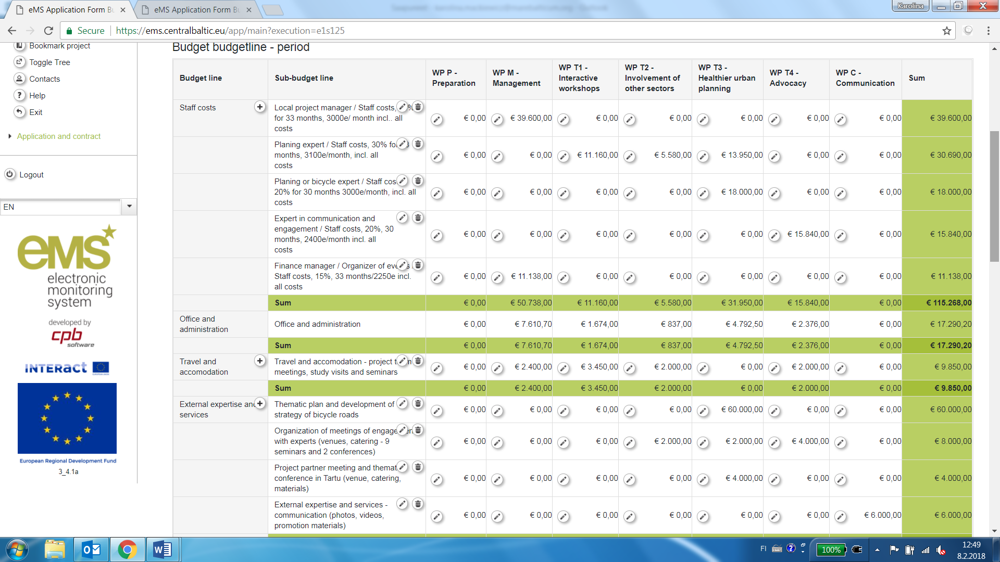 eMS Application Form Bu
eMS Application Form Bu
Karolina
Secure
https://ems.centralbaltic.eu/app/main?execution=e1s125
Bookmark project
Toggle Tree
Contacts
Help
Exit
Application and contract
Logout
EN
eMS
electronic
monitoring
system
developed by
cpb
software
INTERact
EUROPEAN UNION
European Regional Development Fund
3_4.1a
Budget budgetline - period
Budget line
Sub-budget line
WP P -
Preparation
WP M -
Management
WP T1 -
Interactive
workshops
WP T2 -
Involvement of
other sectors
WP T3 -
Healthier urban
planning
WP T4 -
Advocacy
WP C -
Communication
Sum
Staff costs
Local project manager / Staff costs, %
for 33 months, 3000e/ month incl.. all
costs
€ 0,00 € 39.600,00 € 0,00 € 0,00 € 0,00 € 0,00 € 0,00 € 39.600,00
Planing expert / Staff costs, 30% for 3
months, 3100e/month, incl. all
costs
€ 0,00 € 0,00 € 11.160,00 € 5.580,00 € 13.950,00 € 0,00 € 0,00 € 30.690,00
Planing or bicycle expert / Staff cos
20% for 30 months 3000e/month, incl. all
costs
€ 0,00 € 0,00 € 0,00 € 0,00 € 18.000,00 € 0,00 € 0,00 € 18.000,00
Expert in communication and
engagement / Staff costs, 20%, 30
months, 2400e/month incl. all
costs
€ 0,00 € 0,00 € 0,00 € 0,00 € 0,00 € 15.840,00 € 0,00 € 15.840,00
Finance manager / Organizer of events /
Staff costs, 15%, 33 months/2250e incl.
all costs
€ 0,00 € 11.138,00 € 0,00 € 0,00 € 0,00 € 0,00 € 0,00 € 11.138,00
Sum € 0,00 € 50.738,00 € 11.160,00 € 5.580,00 € 31.950,00 € 15.840,00 € 0,00 € 115.268,00
Office and
administration
Office and administration € 0,00 € 7.610,70 € 1.674,00 € 837,00 € 4.792,50 € 2.376,00 € 0,00 € 17.290,20
Sum € 0,00 € 7.610,70 € 1.674,00 € 837,00 € 4.792,50 € 2.376,00 € 0,00 € 17.290,20
Travel and
accomodation
Travel and accomodation - project t m
meetings, study visits and seminars
€ 0,00 € 2.400,00 € 3.450,00 € 2.000,00 € 0,00 € 2.000,00 € 0,00 € 9.850,00
Sum € 0,00 € 2.400,00 € 3.450,00 € 2.000,00 € 0,00 € 2.000,00 € 0,00 € 9.850,00
External expertise and
services
Thematic plan and development of
strategy of bicycle roads
€ 0,00 € 0,00 € 0,00 € 0,00 € 60.000,00 € 0,00 € 0,00 € 60.000,00
Organization of meetings of engagemen
with experts (venues, catering - 9
seminars and 2 conferences)
€ 0,00 € 0,00 € 0,00 € 2.000,00 € 2.000,00 € 4.000,00 € 0,00 € 8.000,00
Project partner meeting and themat
conference in Tartu (venue, catering,
materials)
€ 0,00 € 0,00 € 0,00 € 0,00 € 4.000,00 € 0,00 € 0,00 € 4.000,00
External expertise and services -
communication (photos, videos,
promotion materials)
€ 0,00 € 0,00 € 0,00 € 0,00 € 0,00 € 0,00 € 6.000,00 € 6.000,00
FI
100%
12:49
8.2.2018